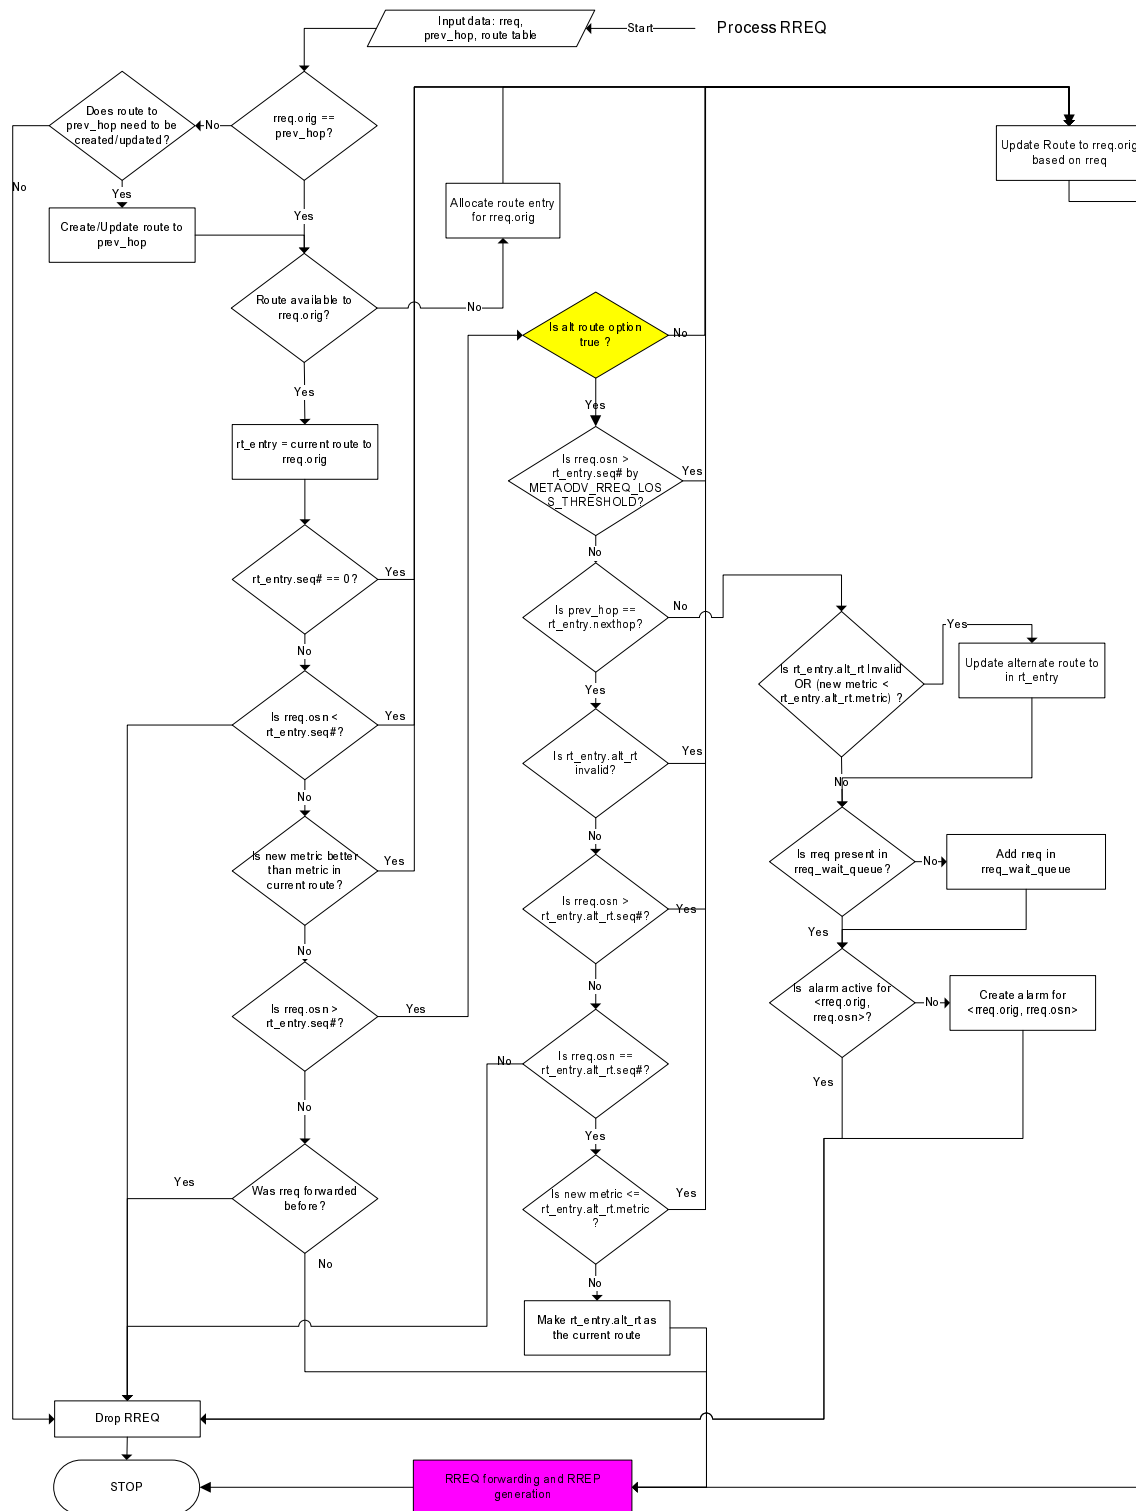 Input data: rreq,
prev_hop, route table
Start
Process RREQ
Does route to
prev_hop need to be
created/updated?
No
rreq.orig ==
prev_hop?
Update Route to rreq.orig
based on rreq
No
Yes
Yes
Allocate route entry
for rreq.orig
Create/Update route to
prev_hop
Route available to
rreq.orig?
No
Is alt route option
true ?
No
Yes
Yes
rt_entry = current route to
rreq.orig
Is rreq.osn >
rt_entry.seq# by
METAODV_RREQ_LOS
S_THRESHOLD?
Yes
No
rt_entry.seq# == 0?
Yes
No
Is prev_hop ==
rt_entry.nexthop?
No
Yes
Is rt_entry.alt_rt Invalid
OR (new metric <
rt_entry.alt_rt.metric) ?
Yes
Update alternate route to
in rt_entry
No
Is rreq.osn <
rt_entry.seq#?
Yes
No
Is rt_entry.alt_rt
invalid?
Yes
No
Is new metric better
than metric in
current route?
Yes
No
Is rreq present in
rreq_wait_queue?
No
Add rreq in
rreq_wait_queue
Yes
Is rreq.osn >
rt_entry.alt_rt.seq#?
Yes
No
Is rreq.osn >
rt_entry.seq#?
Yes
No
Is alarm active for
<rreq.orig,
rreq.osn>?
No
Create alarm for
<rreq.orig, rreq.osn>
Yes
Is rreq.osn ==
rt_entry.alt_rt.seq#?
No
Yes
Was rreq forwarded
before?
Yes
No
Is new metric <=
rt_entry.alt_rt.metric
?
Yes
No
Make rt_entry.alt_rt as
the current route
Drop RREQ
STOP
RREQ forwarding and RREP
generation